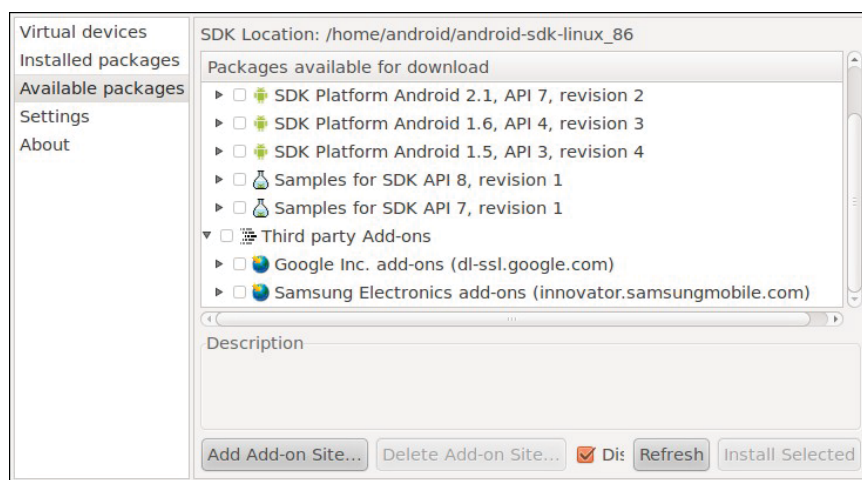 Virtual devices
Installed packages
Available packages
Settings
About
SDK Location: /home/android/android-sdk-linux_86
Packages available for download
SDK Platform Android 2.1, API 7, revision 2
SDK Platform Android 1.6, API 4, revision 3
SDK Platform Android 1.5, API 3, revision 4
Samples for SDK API 8, revision 1
Samples for SDK API 7, revision 1
Third party Add-ons
Google Inc. add-ons (dl-ssl.google.com)
Samsung Electronics add-ons (innovator.samsungmobile.com)
Description
Add Add-on Site... Delete Add-on Site... Refresh Install Selected